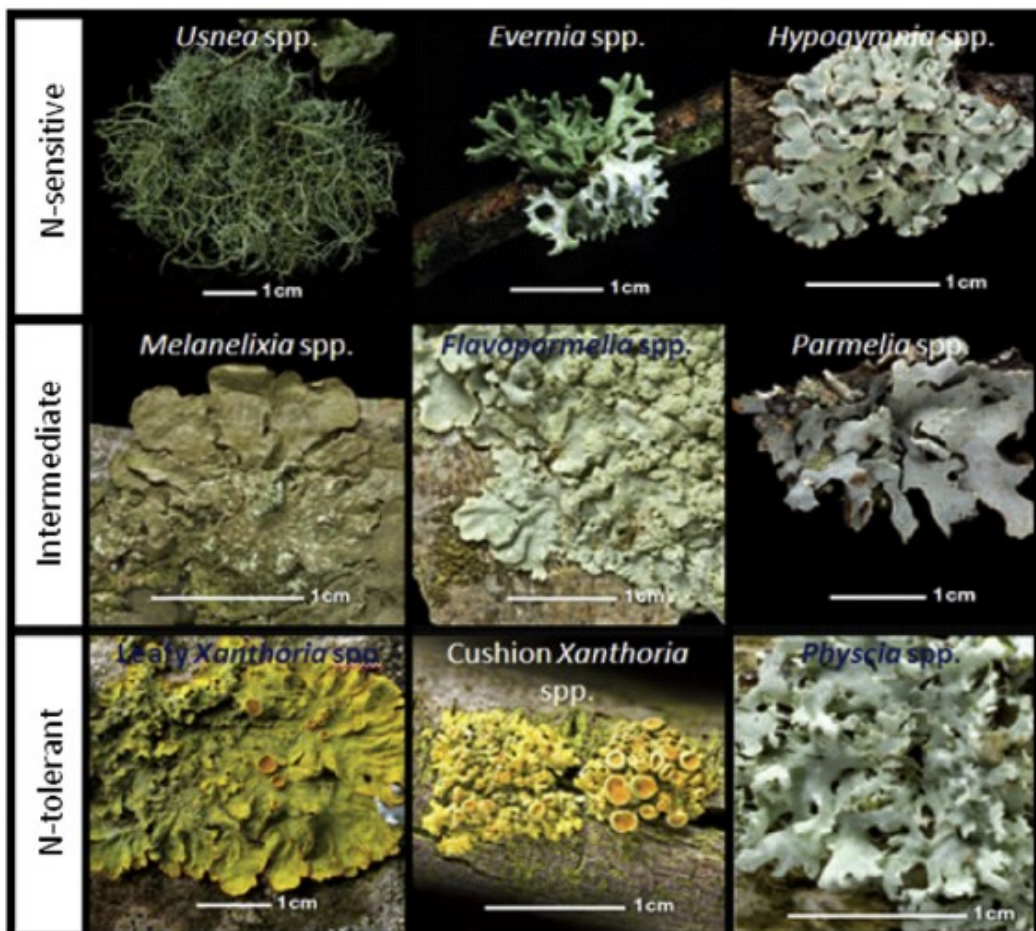 N-sensitive
Usnea spp.
Evernia spp.
Hypogymnia spp.
1cm
1cm
1cm
Intermediate
Melanelixia spp.
Flavoparmelia spp.
Parmelia spp.
1cm
1cm
1cm
N-tolerant
Leafy Xanthoria spp
Cushion Xanthoria
spp.
Physcia spp.
1cm
1cm
1cm